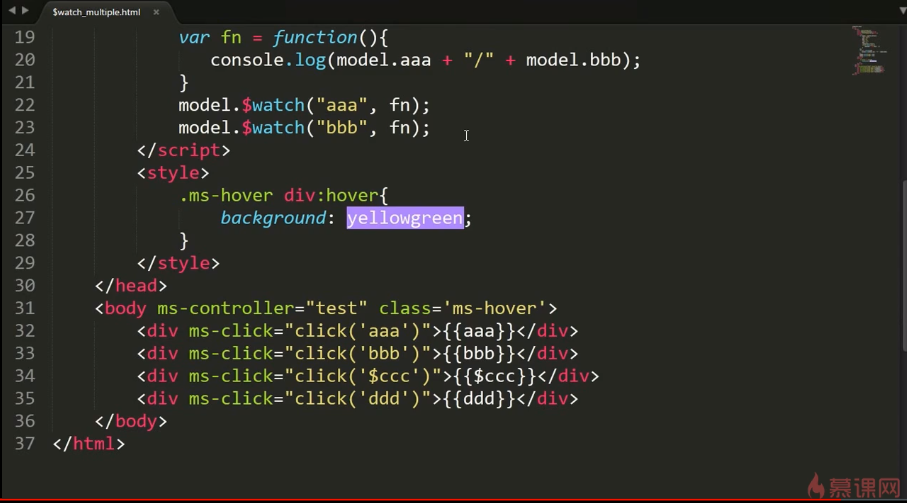 $watch_multiple.html ×
19 var fn = function(){
20 console.log(model.aaa + "/" + model.bbb);
21 }
22 model.$watch("aaa", fn);
23 model.$watch("bbb", fn);
24 </script>
25 <style>
26 .ms-hover div:hover{
27 background: yellowgreen;
28 }
29 </style>
30 </head>
31 <body ms-controller="test" class='ms-hover'>
32 <div ms-click="click('aaa')">{{aaa}}</div>
33 <div ms-click="click('bbb')">{{bbb}}</div>
34 <div ms-click="click('$ccc')">{{$ccc}}</div>
35 <div ms-click="click('ddd')">{{ddd}}</div>
36 </body>
37 </html>
慕课网